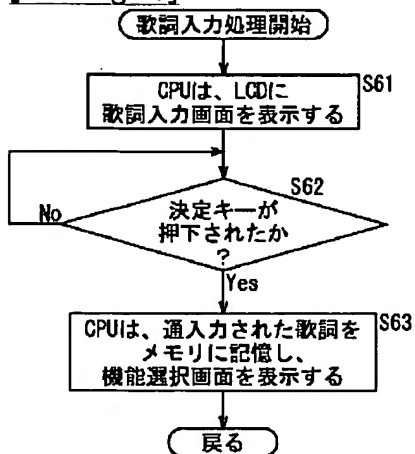 歌詞入力処理開始
S61
CPUは、LCDに
歌詞入力画面を表示する
S62
決定キーが
押下されたか
?
No
Yes
S63
CPUは、通入力された歌詞を
メモリに記憶し、
機能選択画面を表示する
戻る